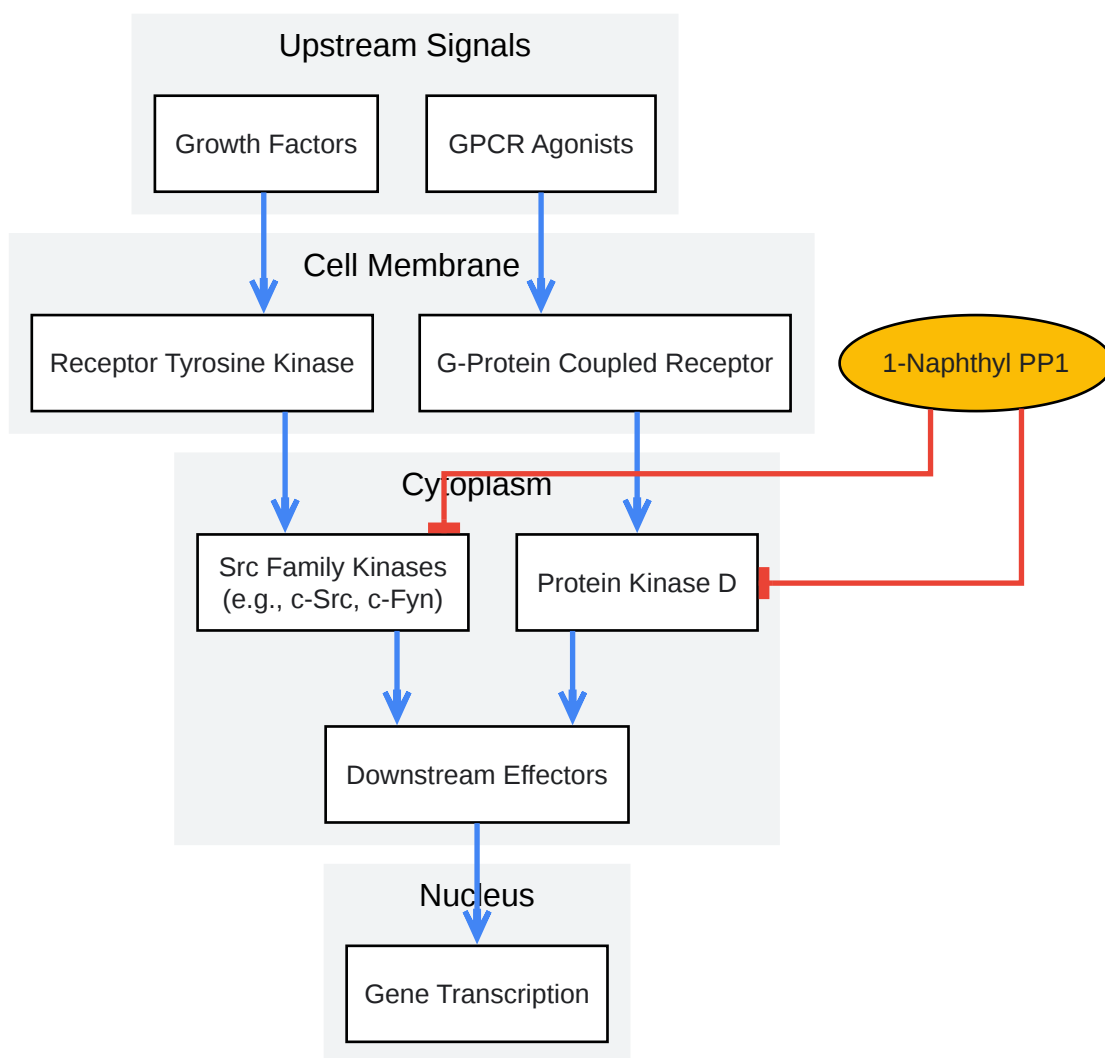 Upstream Signals
Growth Factors
GPCR Agonists
Cell Membrane
Receptor Tyrosine Kinase
G-Protein Coupled Receptor
1-Naphthyl PP1
Cytoplasm
Src Family Kinases
(e.g., c-Src, c-Fyn)
Protein Kinase D
Downstream Effectors
Nucleus
Gene Transcription